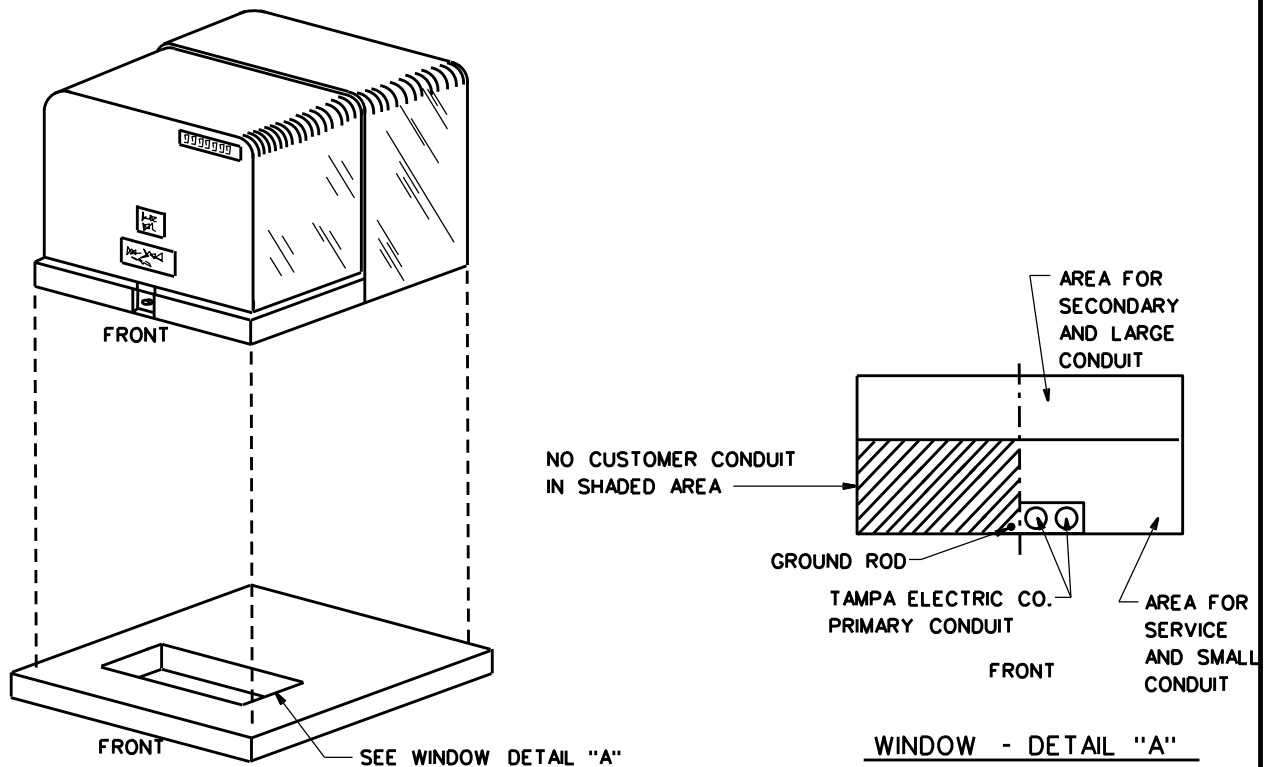 FRONT
FRONT
SEE WINDOW DETAIL "A"
AREA FOR
SECONDARY
AND LARGE
CONDUIT
NO CUSTOMER CONDUIT
IN SHADED AREA
GROUND ROD
TAMPA ELECTRIC CO.
PRIMARY CONDUIT
AREA FOR
SERVICE
AND SMALL
CONDUIT
FRONT
WINDOW - DETAIL "A"